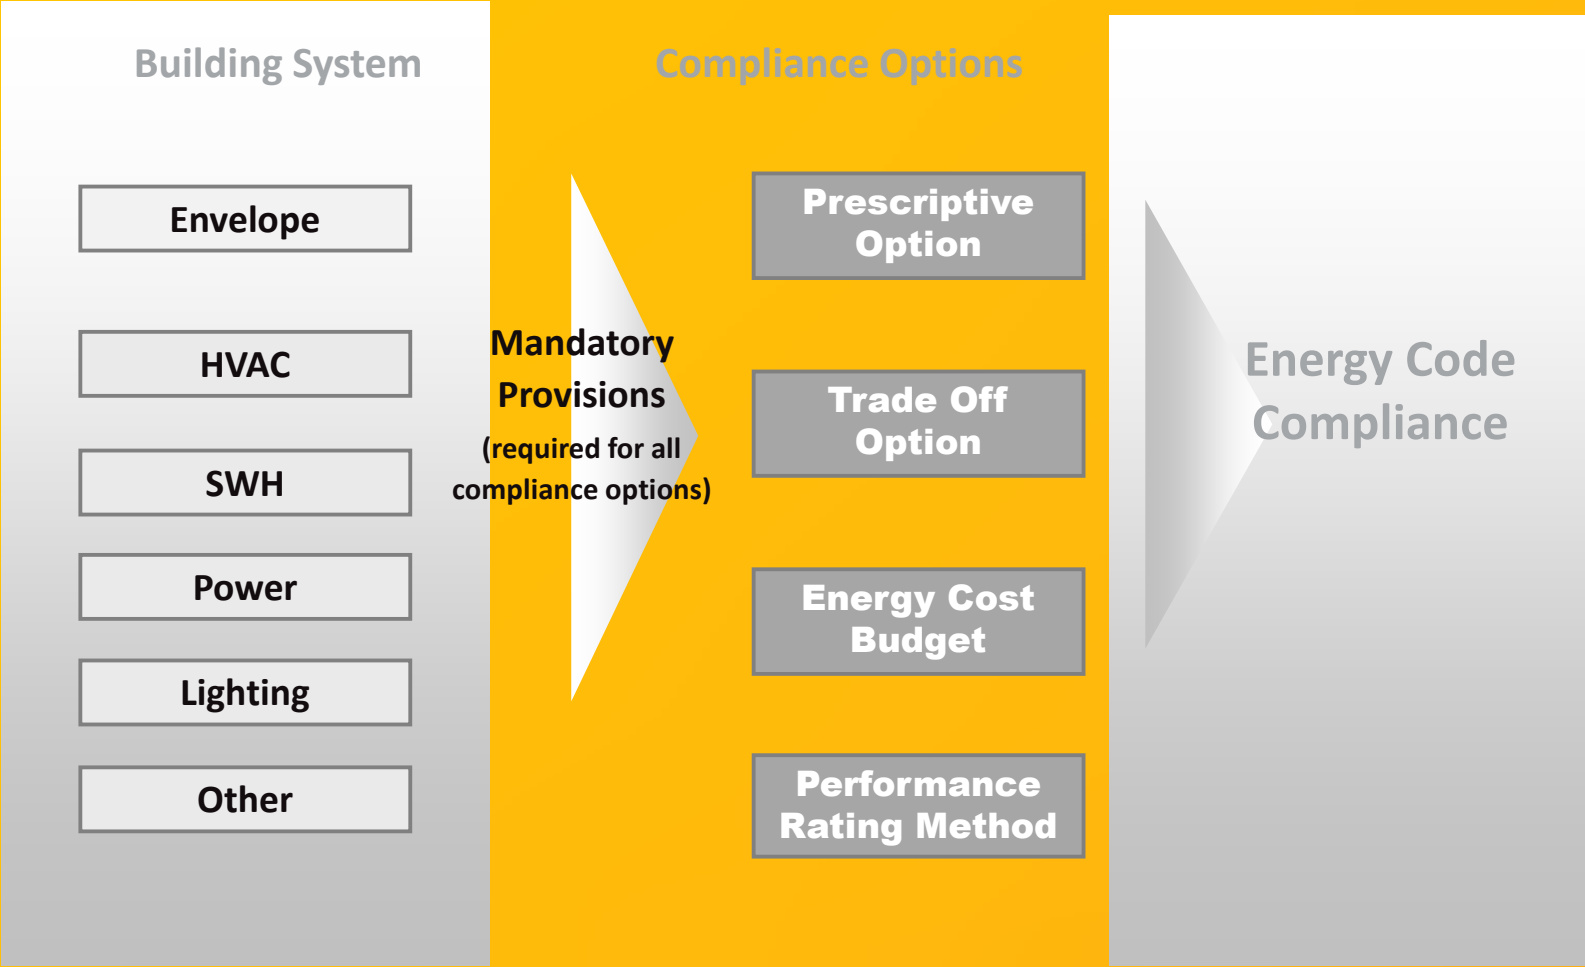 Building System
Envelope
HVAC
SWH
Power
Lighting
Other
Mandatory
Provisions
(required for all
compliance options)
Compliance Options
Prescriptive
Option
Trade Off
Option
Energy Cost
Budget
Performance
Rating Method
Energy Code
Compliance